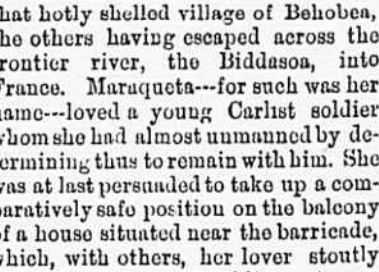 hat hotly shelled village of Behobea,
he others having escaped across the
rontier river, the Biddasoa, into
France. Maraqueta---for such was her
name---loved a young Carlist soldier
whom she had almost unmanned by de-
ermining thus to remain with him. She
was at last persuaded to take up a com-
paratively safe position on the balcony
of a house situated near the barricade,
which, with others, her lover stoutly